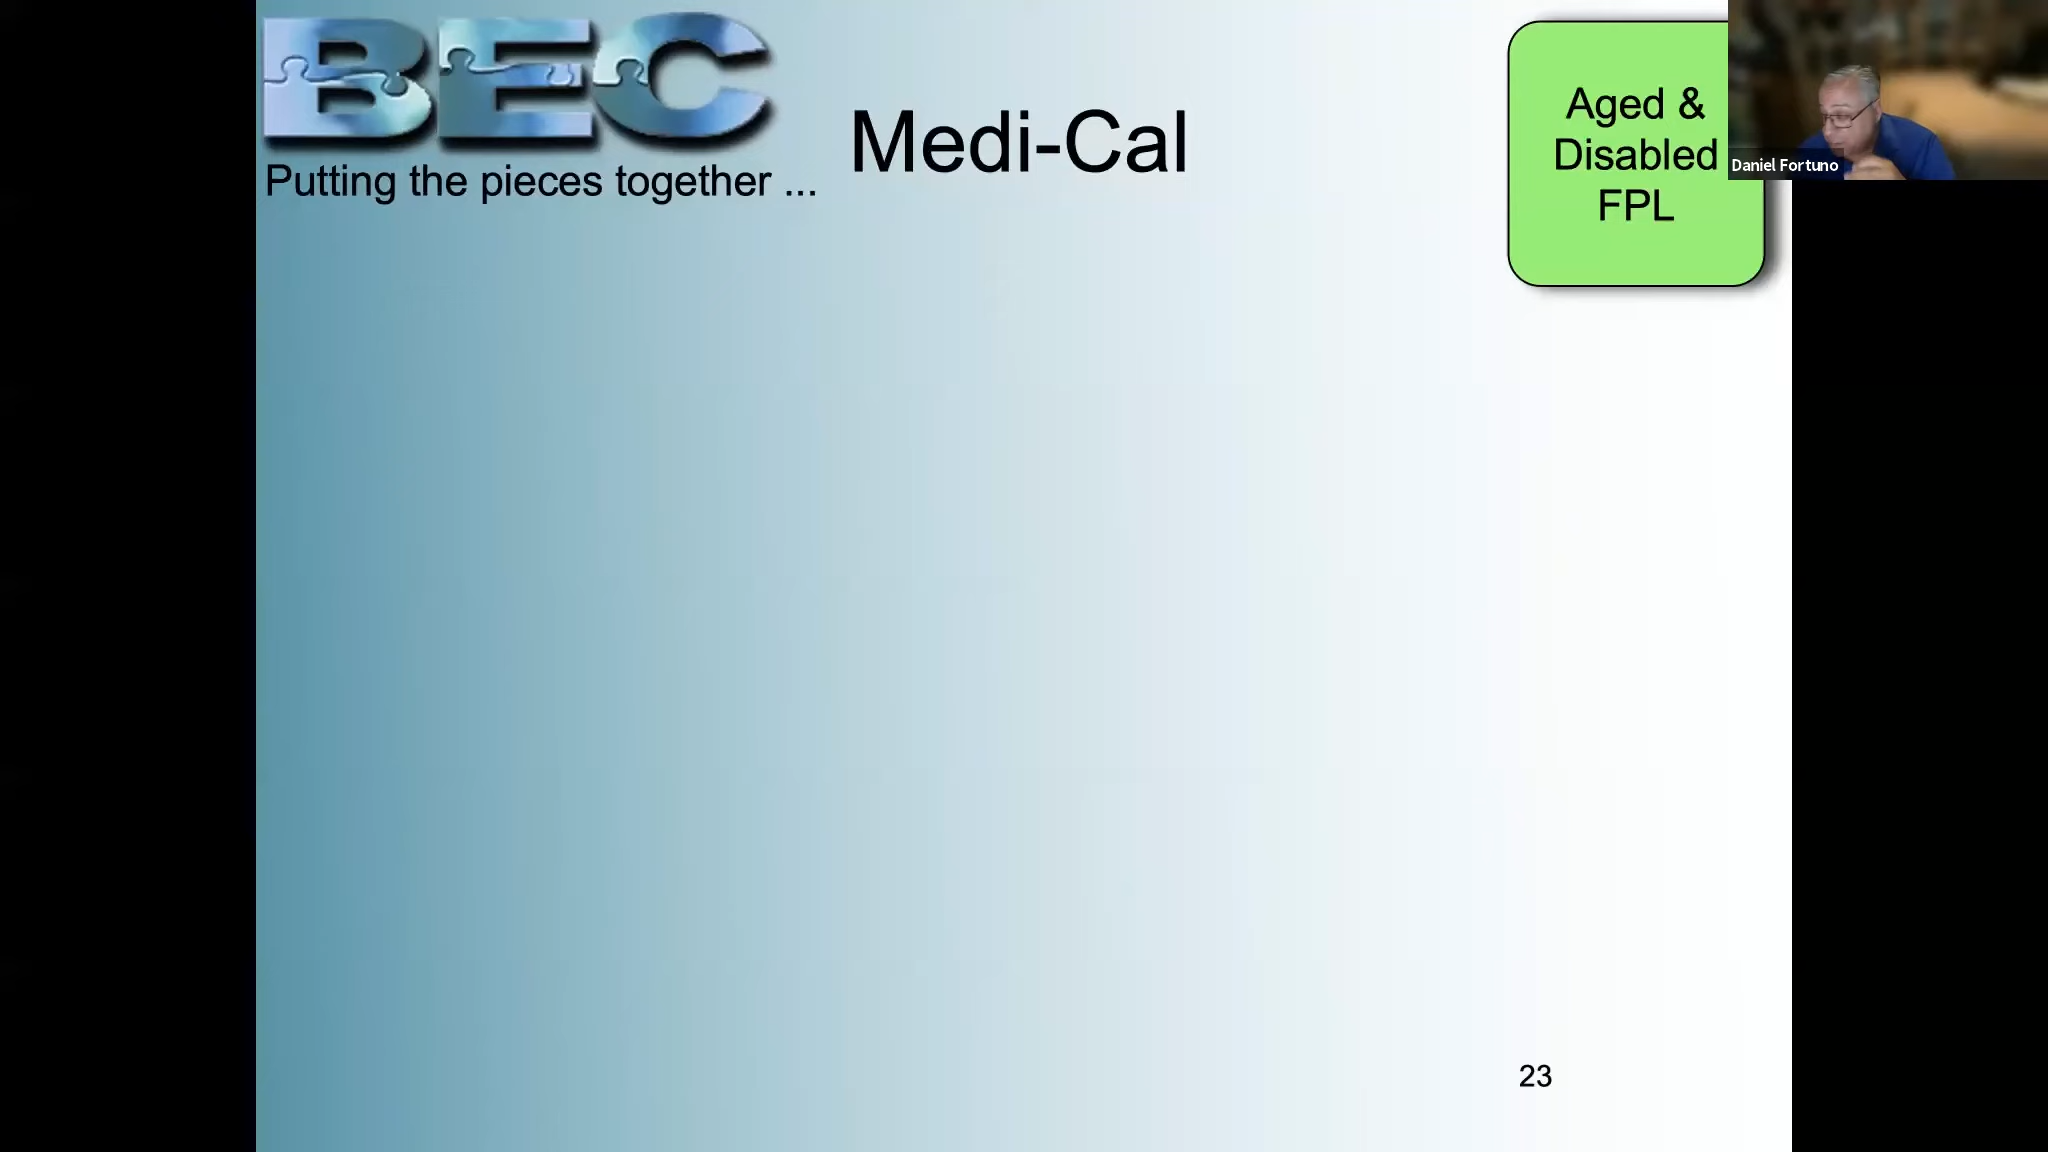 BEC
Putting the pieces together ...
Medi-Cal
Aged &
Disabled
FPL
Daniel Fortuno
23